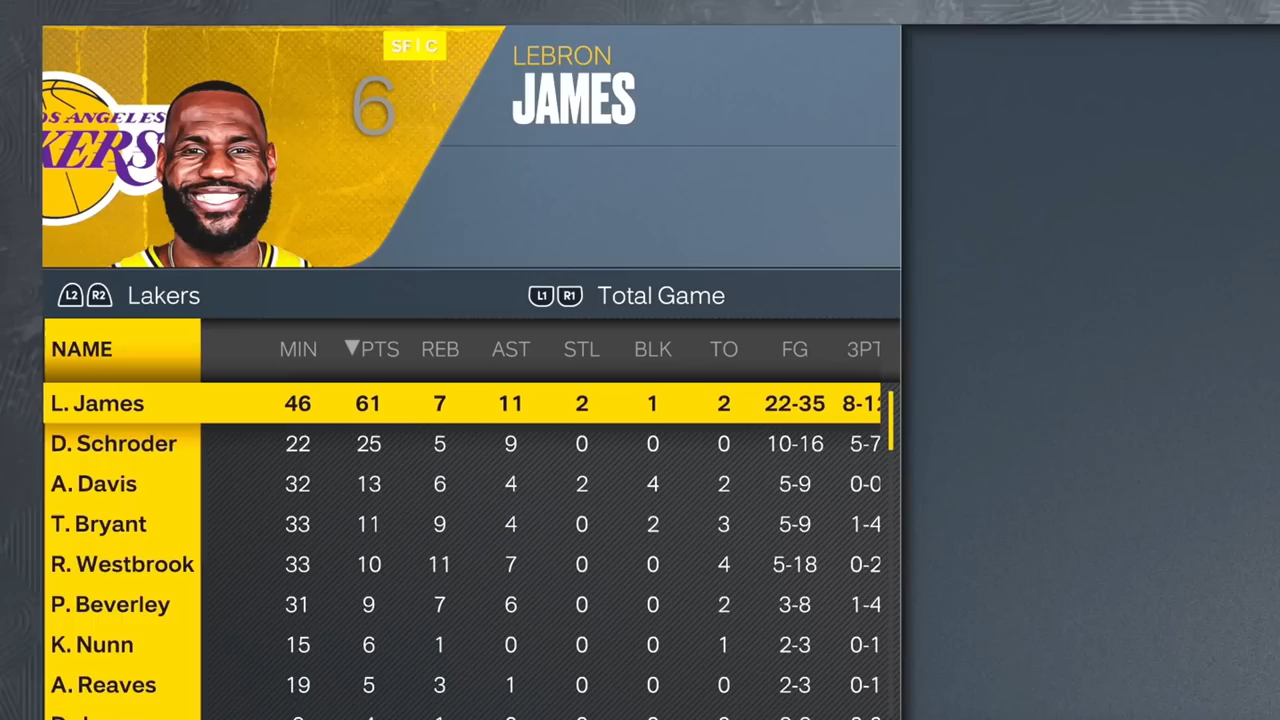 SF | C
6
LEBRON
JAMES
LOS ANGELES
LAKERS
L2 R2 Lakers L1 R1 Total Game
NAME MIN ▼PTS REB AST STL BLK TO FG 3PT
L. James 46 61 7 11 2 1 2 22-35
D. Schroder 22 25 5 9 0 0 0 10-16 5-7
A. Davis 32 13 6 4 2 4 2 5-9 0-0
T. Bryant 33 11 9 4 0 2 3 5-9 1-4
R. Westbrook 33 10 11 7 0 0 4 5-18 0-2
P. Beverley 31 9 7 6 0 0 2 3-8 1-4
K. Nunn 15 6 1 0 0 0 1 2-3 0-1
A. Reaves 19 5 3 1 0 0 0 2-3 0-1